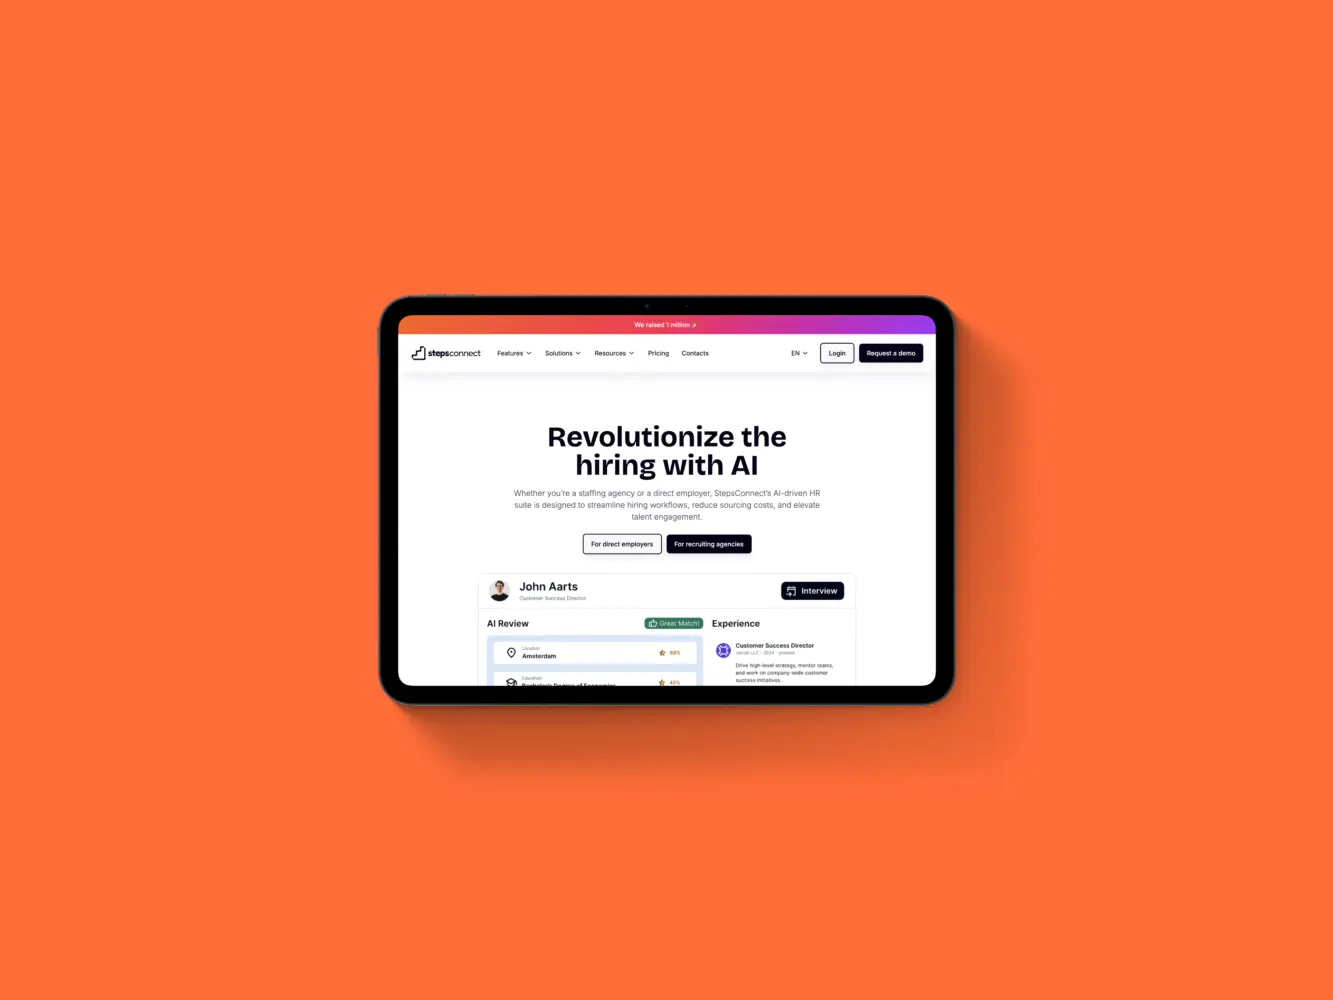 We raised 1 million
stepsconnect
Features
Solutions
Resources
Pricing
Contacts
EN
Login
Request a demo
Revolutionize the
hiring with AI
Whether you're a staffing agency or a direct employer, StepsConnect's AI-driven HR
suite is designed to streamline hiring workflows, reduce sourcing costs, and elevate
talent engagement.
For direct employers
For recruiting agencies
John Aarts
Customer Success Director
Interview
AI Review
Great Match!
Experience
Location
Amsterdam
Customer Success Director
LLC - 2024 - present
Drive high-level strategy, mentor teams,
and work on company-wide customer
success initiatives.
Education
Bachelor's Degree of Economics
45%